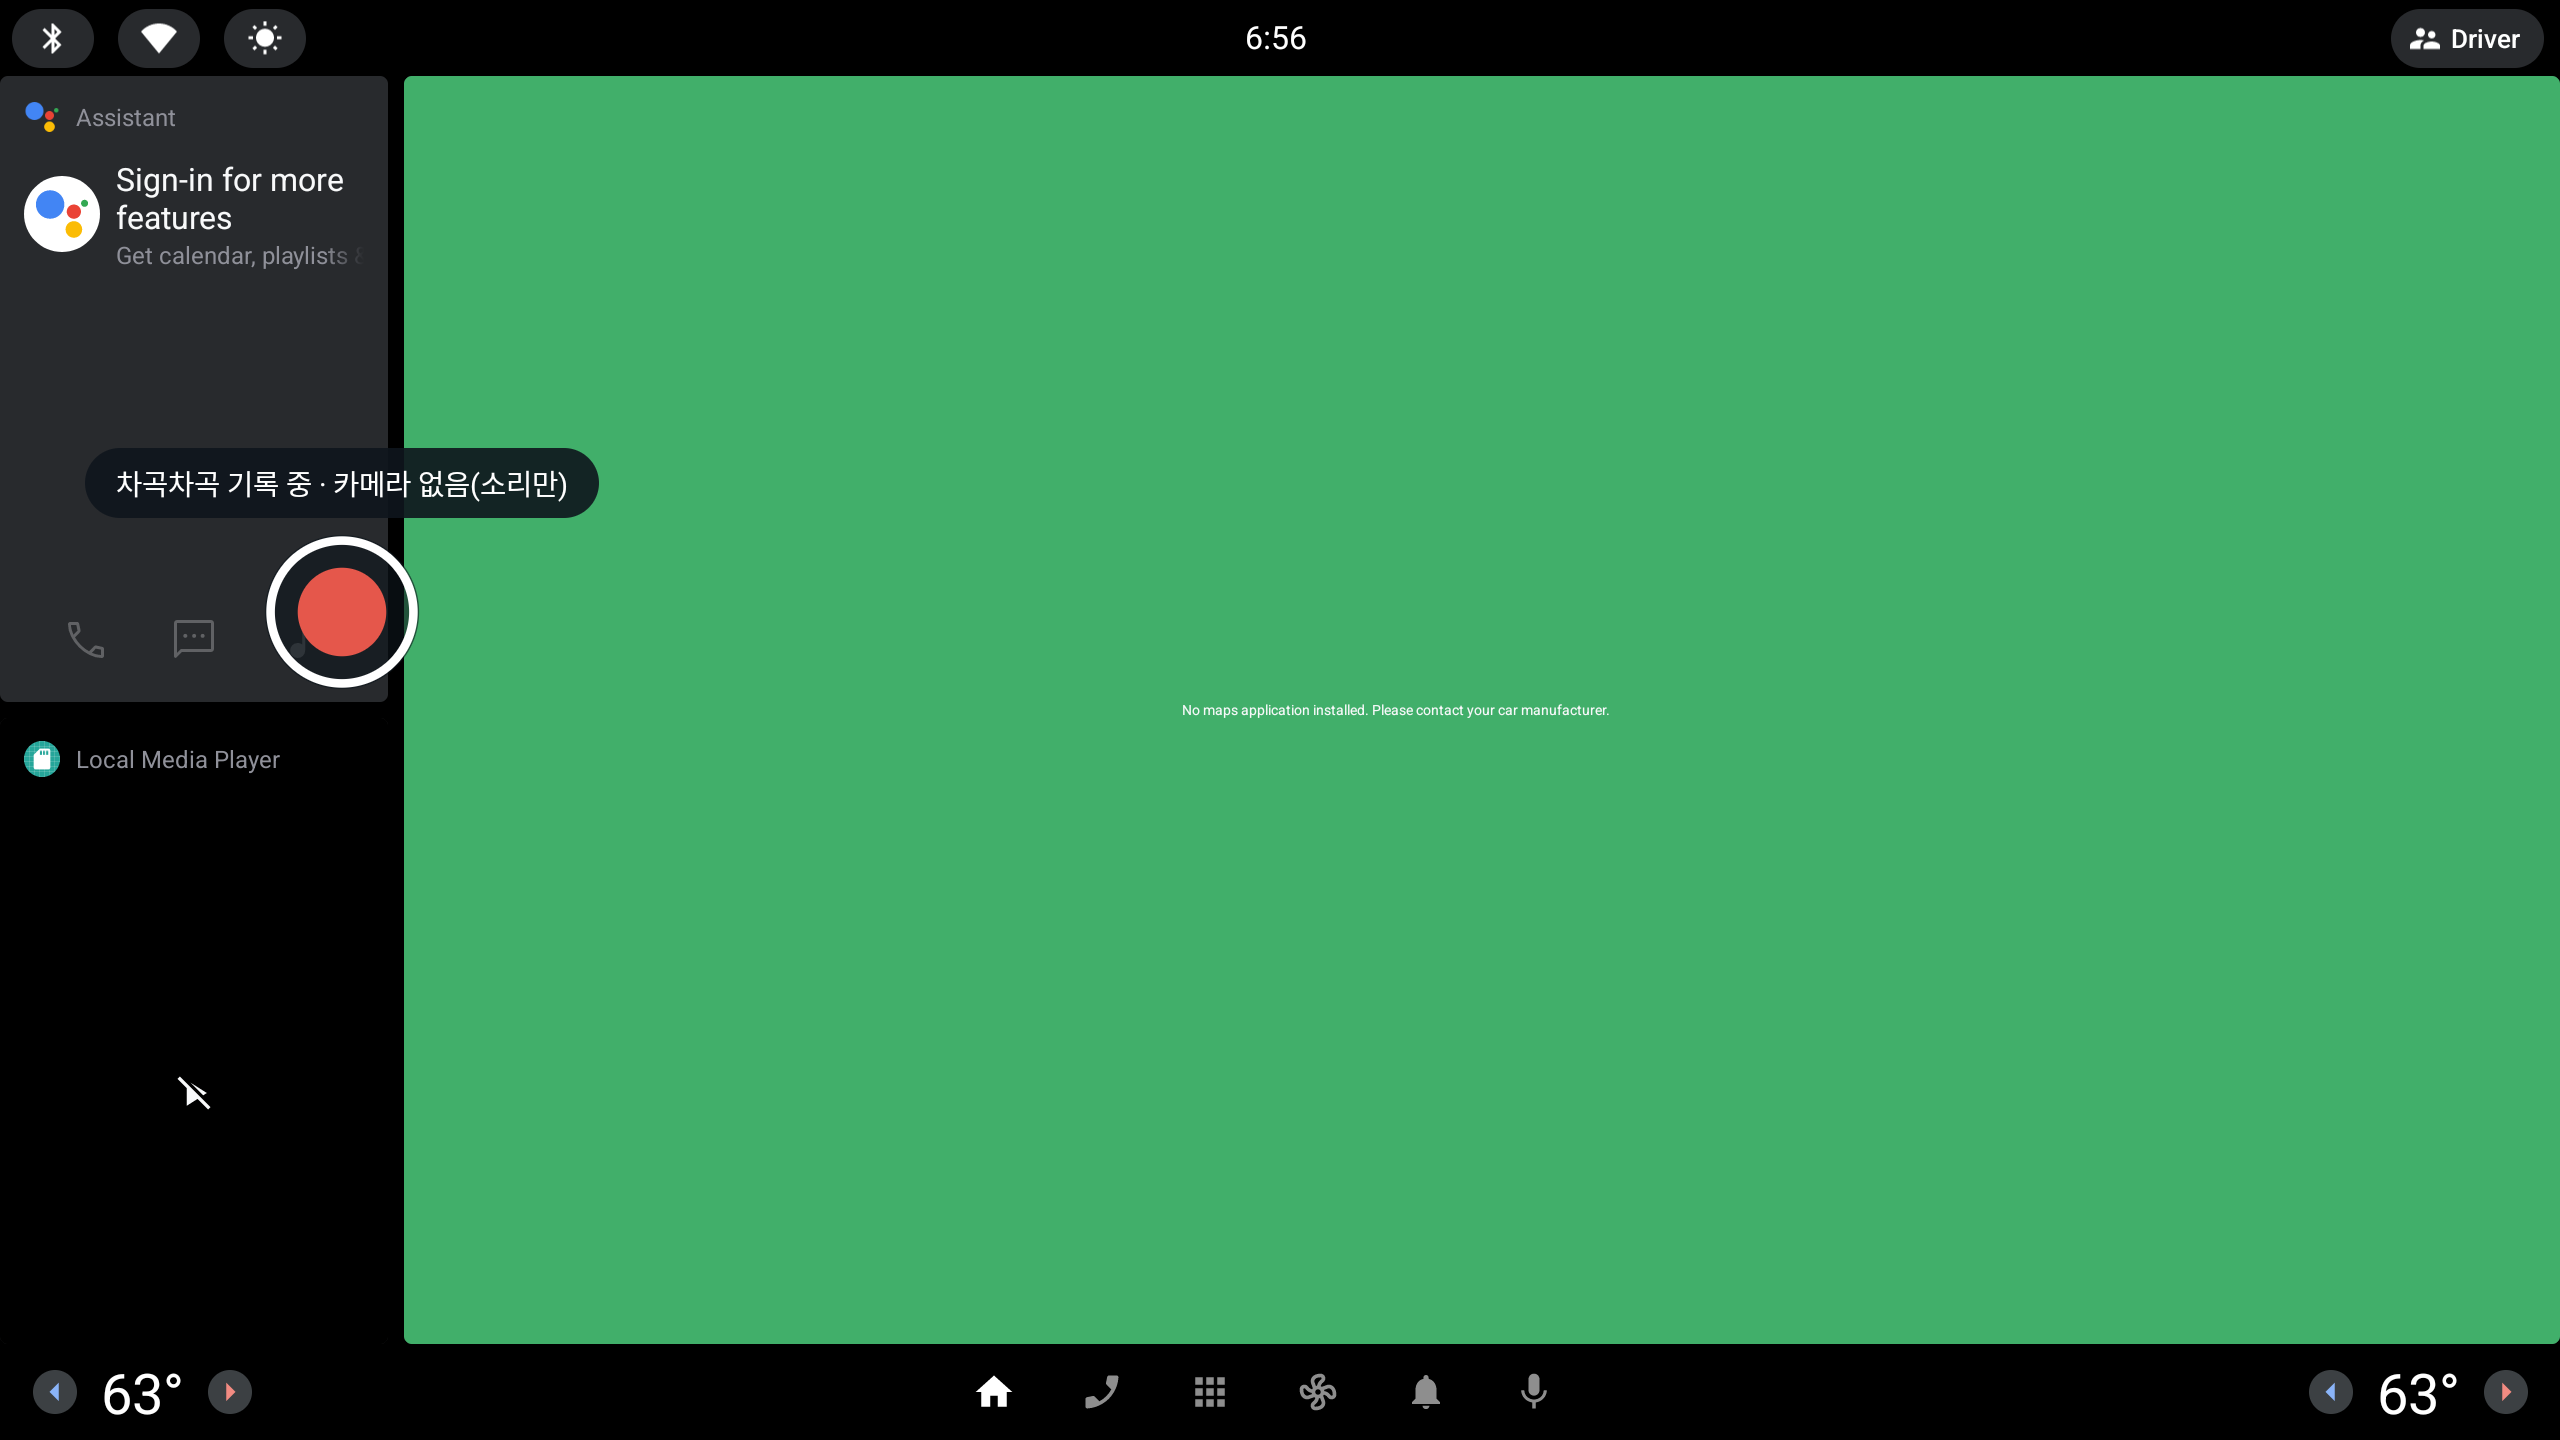 6:56
Driver
Assistant
Sign-in for more
features
Get calendar, playlists
차곡차곡 기록 중 · 카메라 없음(소리만)
No maps application installed. Please contact your car manufacturer.
Local Media Player
63°
63°